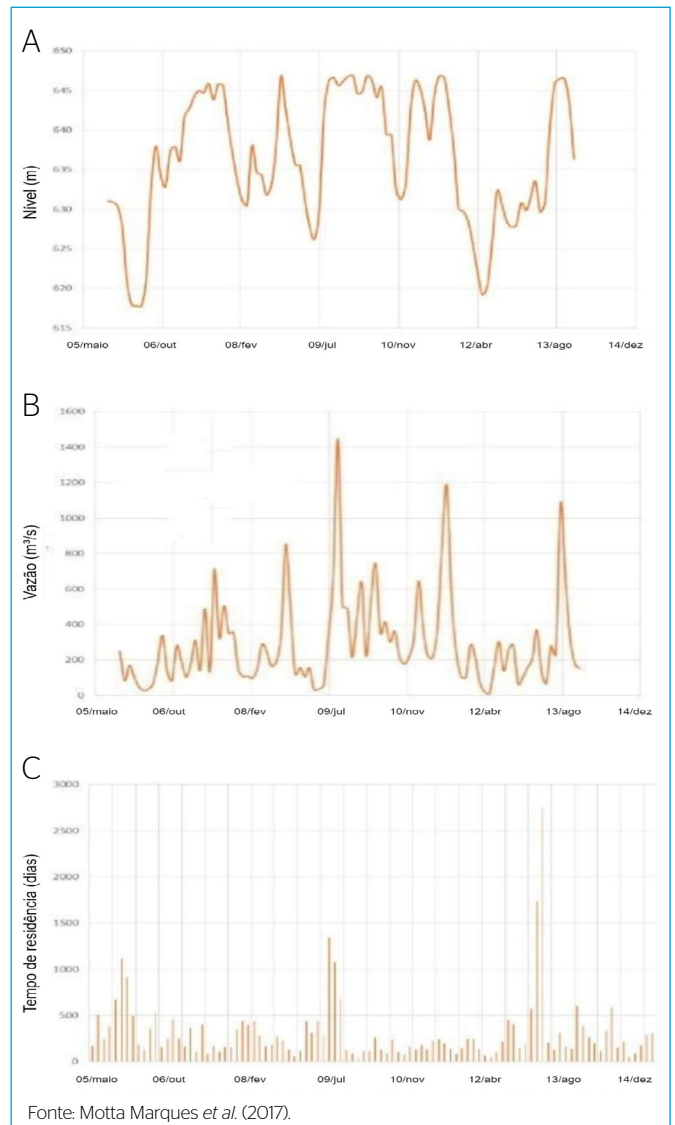 A
650
645
640
635
630
625
620
615
Nível (m)
05/maio 06/out 08/fev 09/jul 10/nov 12/abr 13/ago 14/dez
B
1600
1400
1200
1000
800
600
400
200
0
Vazão (m³/s)
05/maio 06/out 08/fev 09/jul 10/nov 12/abr 13/ago 14/dez
C
3000
2500
2000
1500
1000
500
0
Tempo de residência (dias)
05/maio 06/out 08/fev 09/jul 10/nov 12/abr 13/ago 14/dez
Fonte: Motta Marques et al. (2017).